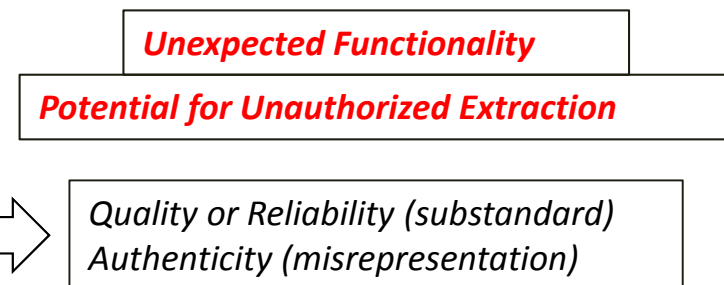 Unexpected Functionality
Potential for Unauthorized Extraction
Quality or Reliability (substandard)
Authenticity (misrepresentation)